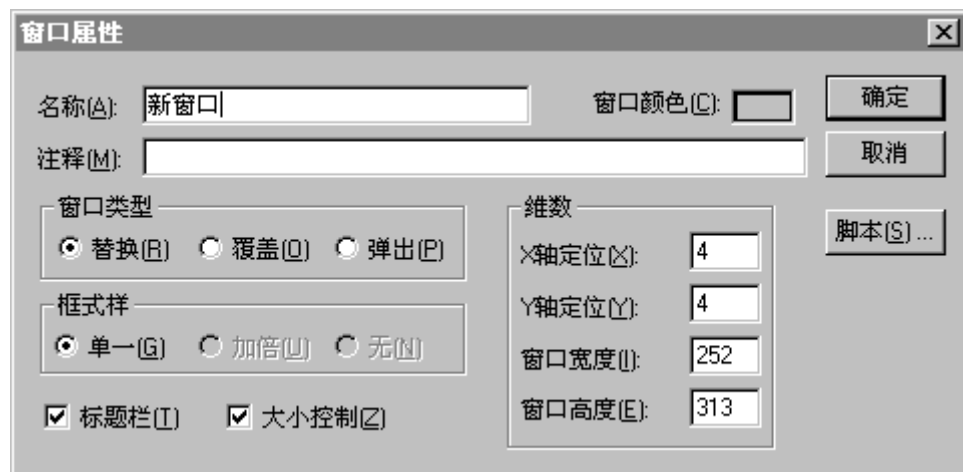 窗口属性
名称(A): 新窗口 窗口颜色(C): 确定
注释(M): 取消
窗口类型 维数 脚本(S) ...
替换(R) 覆盖(O) 弹出(P) X轴定位(X): 4
框式样 Y轴定位(Y): 4
单一(G) 加倍(U) 无(N) 窗口宽度(I): 252
标题栏(T) 大小控制(Z) 窗口高度(E): 313